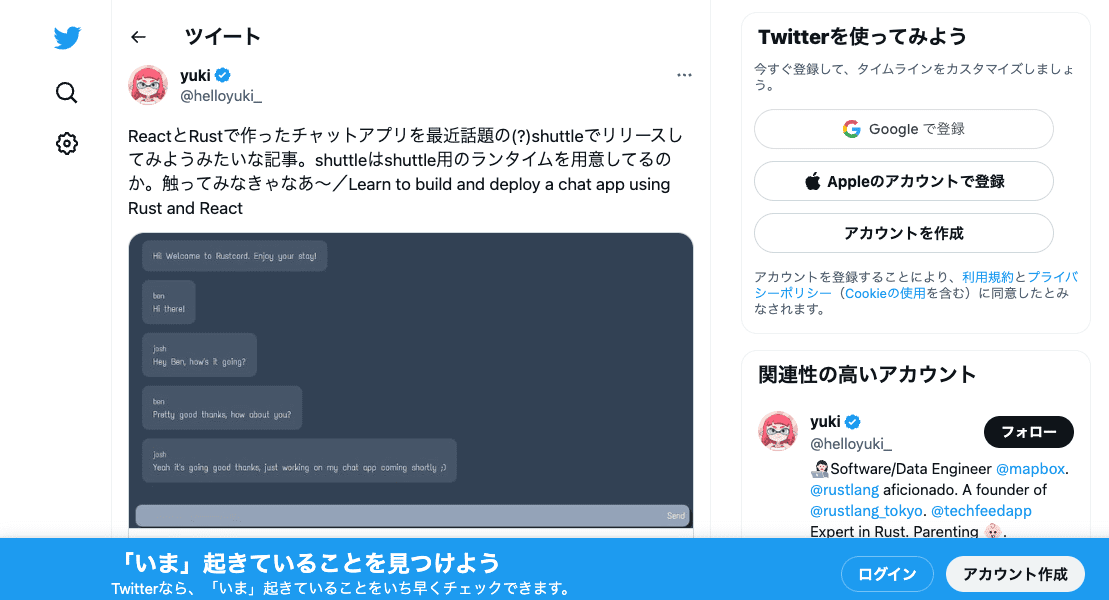 ツイート
yuki
@helloyuki_
ReactとRustで作ったチャットアプリを最近話題の(?)shuttleでリリースし
てみようみたいな記事。shuttleはshuttle用のランタイムを用意してるの
か。触ってみなきゃなあ〜／Learn to build and deploy a chat app using
Rust and React
Hi! Welcome to Rustcord. Enjoy your stay!
ben
Hi there!
josh
Hey Ben, how's it going?
ben
Pretty good thanks, how about you?
josh
Yeah it's going good thanks, just working on my chat app coming shortly ;)
Send
Twitterを使ってみよう
今すぐ登録して、タイムラインをカスタマイズしましょ
う。
Google で登録
Appleのアカウントで登録
アカウントを作成
アカウントを登録することにより、利用規約とプライバ
シーポリシー（Cookieの使用を含む）に同意したとみ
なされます。
関連性の高いアカウント
yuki
@helloyuki_
フォロー
Software/Data Engineer @mapbox.
@rustlang aficionado. A founder of
@rustlang_tokyo. @techfeedapp
Expert in Rust. Parenting 👶.
「いま」起きていることを見つけよう
Twitterなら、「いま」起きていることをいち早くチェックできます。
ログイン
アカウント作成